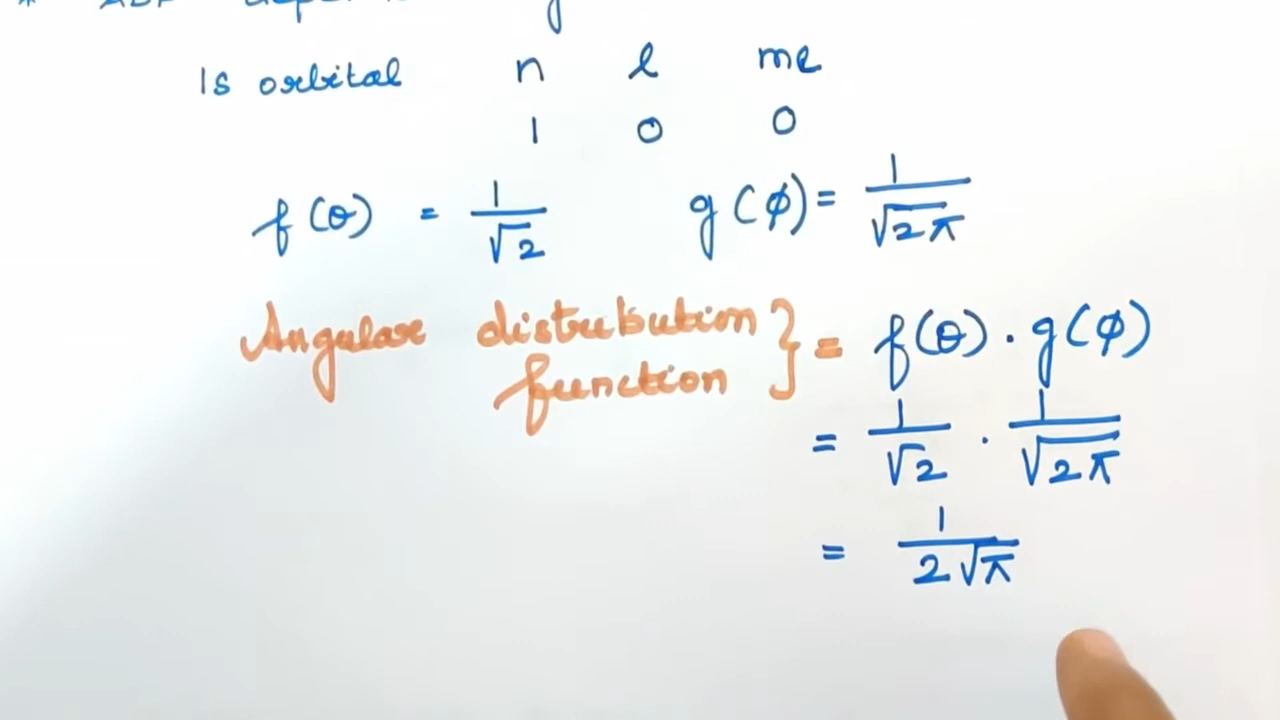 * ADF
1s orbital n l ml
1 0 0
f(θ) = 1/√2 g(φ) = 1/√2π
Angular distribution function } = f(θ) · g(φ)
= 1/√2 · 1/√2π
= 1/2√π